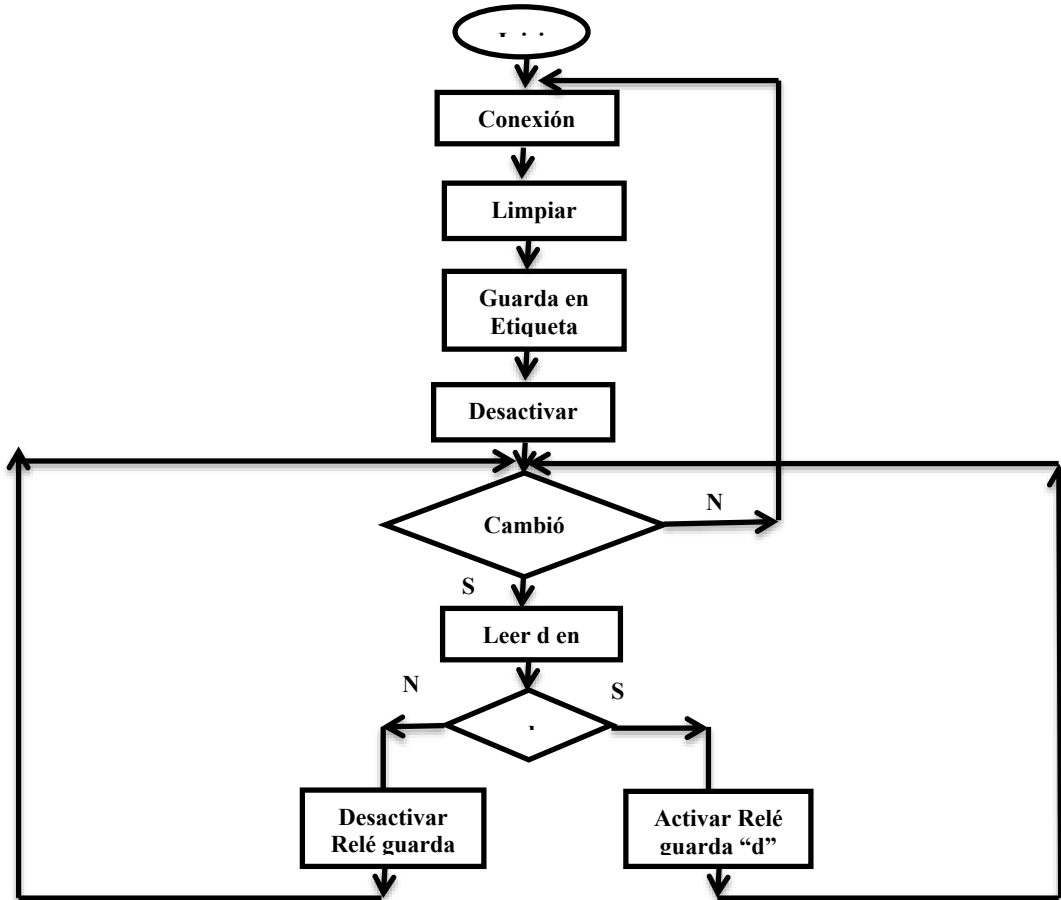 Conexión
Limpiar
Guarda en
Etiqueta
Desactivar
Cambió
N
S
Leer d en
N
S
Desactivar
Relé guarda
Activar Relé
guarda “d”